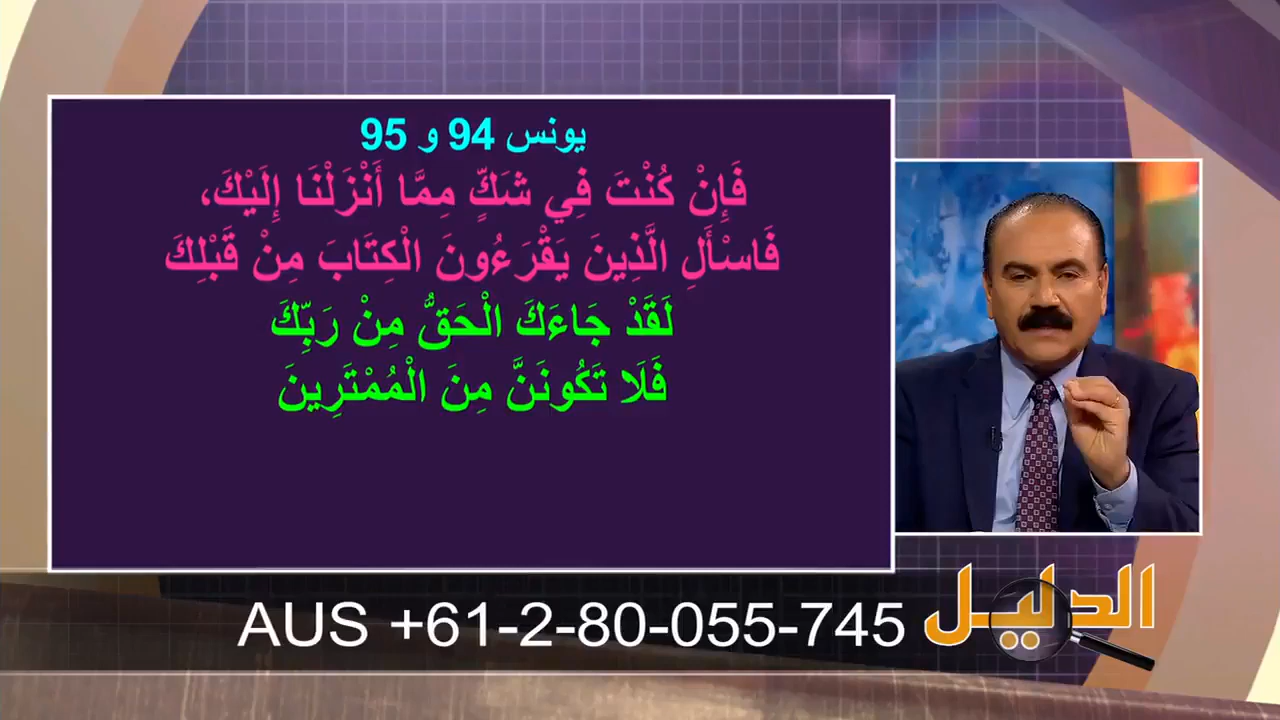 يونس 94 و 95
فَإِنْ كُنْتَ فِي شَكٍّ مِمَّا أَنْزَلْنَا إِلَيْكَ،
فَاسْأَلِ الَّذِينَ يَقْرَءُونَ الْكِتَابَ مِنْ قَبْلِكَ
لَقَدْ جَاءَكَ الْحَقُّ مِنْ رَبِّكَ
فَلَا تَكُونَنَّ مِنَ الْمُمْتَرِينَ
AUS +61-2-80-055-745
الدليل